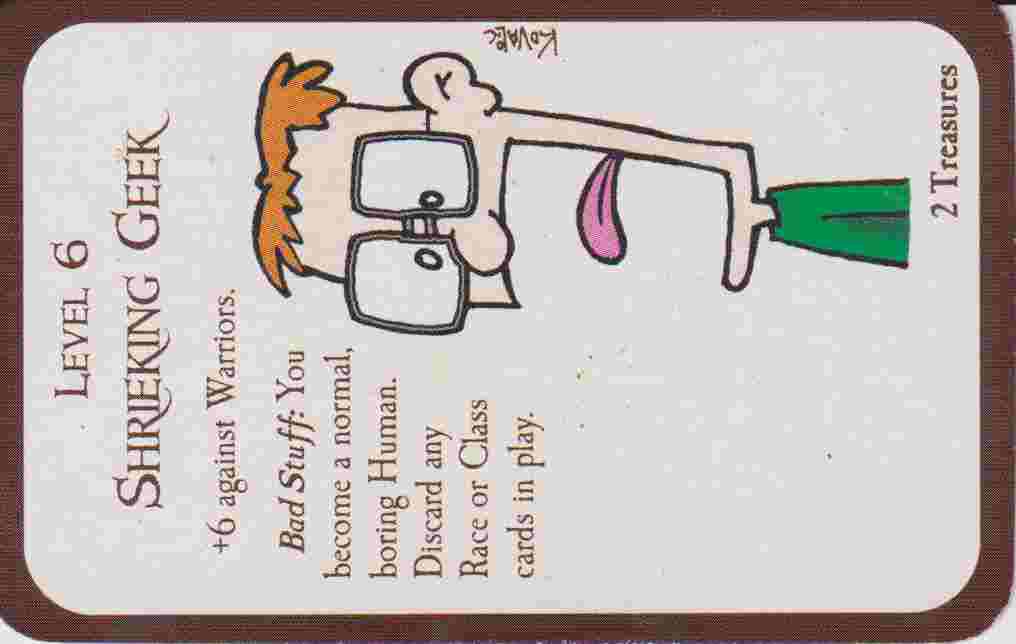 LEVEL 6
SHRIEKING GEEK
+6 against Warriors.
Bad Stuff: You
become a normal,
boring Human.
Discard any
Race or Class
cards in play.
KOVALIC
2 Treasures